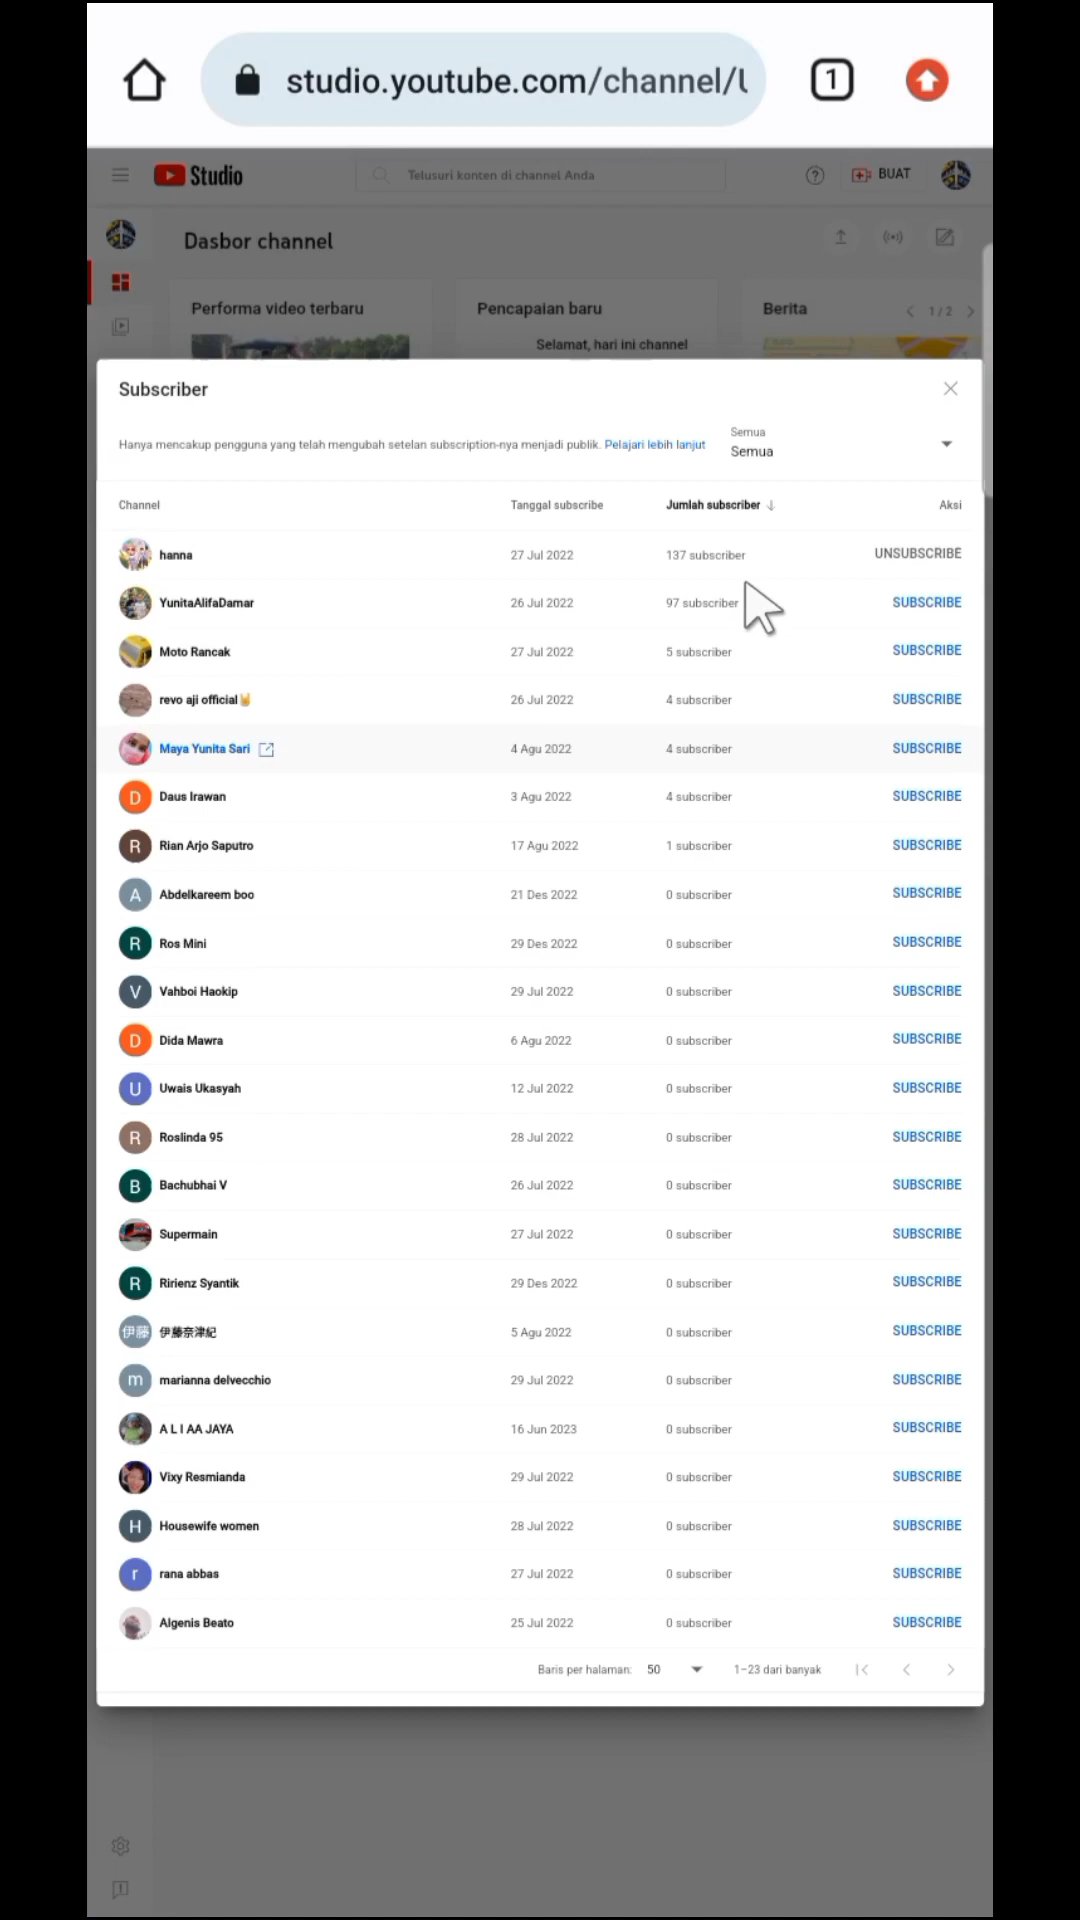 studio.youtube.com/channel/U
1
Studio
Telusuri konten di channel Anda
BUAT
Dasbor channel
Performa video terbaru
Pencapaian baru
Berita
1 / 2
Selamat, hari ini channel
Subscriber
Hanya mencakup pengguna yang telah mengubah setelan subscription-nya menjadi publik. Pelajari lebih lanjut
Semua
Semua
Channel Tanggal subscribe Jumlah subscriber Aksi
hanna 27 Jul 2022 137 subscriber UNSUBSCRIBE
YunitaAlifaDamar 26 Jul 2022 97 subscriber SUBSCRIBE
Moto Rancak 27 Jul 2022 5 subscriber SUBSCRIBE
revo aji official🤘 26 Jul 2022 4 subscriber SUBSCRIBE
Maya Yunita Sari 4 Agu 2022 4 subscriber SUBSCRIBE
D Daus Irawan 3 Agu 2022 4 subscriber SUBSCRIBE
R Rian Arjo Saputro 17 Agu 2022 1 subscriber SUBSCRIBE
A Abdelkareem boo 21 Des 2022 0 subscriber SUBSCRIBE
R Ros Mini 29 Des 2022 0 subscriber SUBSCRIBE
V Vahboi Haokip 29 Jul 2022 0 subscriber SUBSCRIBE
D Dida Mawra 6 Agu 2022 0 subscriber SUBSCRIBE
U Uwais Ukasyah 12 Jul 2022 0 subscriber SUBSCRIBE
R Roslinda 95 28 Jul 2022 0 subscriber SUBSCRIBE
B Bachubhai V 26 Jul 2022 0 subscriber SUBSCRIBE
Supermain 27 Jul 2022 0 subscriber SUBSCRIBE
R Ririenz Syantik 29 Des 2022 0 subscriber SUBSCRIBE
伊藤 伊藤奈津紀 5 Agu 2022 0 subscriber SUBSCRIBE
m marianna delvecchio 29 Jul 2022 0 subscriber SUBSCRIBE
A L I AA JAYA 16 Jun 2023 0 subscriber SUBSCRIBE
Vixy Resmianda 29 Jul 2022 0 subscriber SUBSCRIBE
H Housewife women 28 Jul 2022 0 subscriber SUBSCRIBE
r rana abbas 27 Jul 2022 0 subscriber SUBSCRIBE
Algenis Beato 25 Jul 2022 0 subscriber SUBSCRIBE
Baris per halaman: 50 1–23 dari banyak